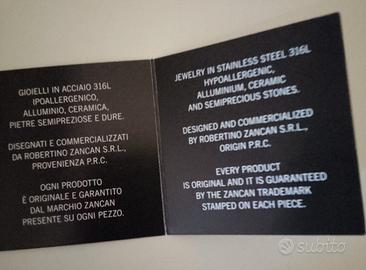 GIOIELLI IN ACCIAIO 316L
IPOALLERGENICO,
ALLUMINIO, CERAMICA,
PIETRE SEMIPREZIOSE E DURE.
DISEGNATI E COMMERCIALIZZATI
DA ROBERTINO ZANCAN S.R.L.,
PROVENIENZA P.R.C.
OGNI PRODOTTO
È ORIGINALE E GARANTITO
DAL MARCHIO ZANCAN
PRESENTE SU OGNI PEZZO.
JEWELRY IN STAINLESS STEEL 316L
HYPOALLERGENIC,
ALLUMINIUM, CERAMIC
AND SEMIPRECIOUS STONES.
DESIGNED AND COMMERCIALIZED
BY ROBERTINO ZANCAN S.R.L.,
ORIGIN P.R.C.
EVERY PRODUCT
IS ORIGINAL AND IT IS GUARANTEED
BY THE ZANCAN TRADEMARK
STAMPED ON EACH PIECE.
subito